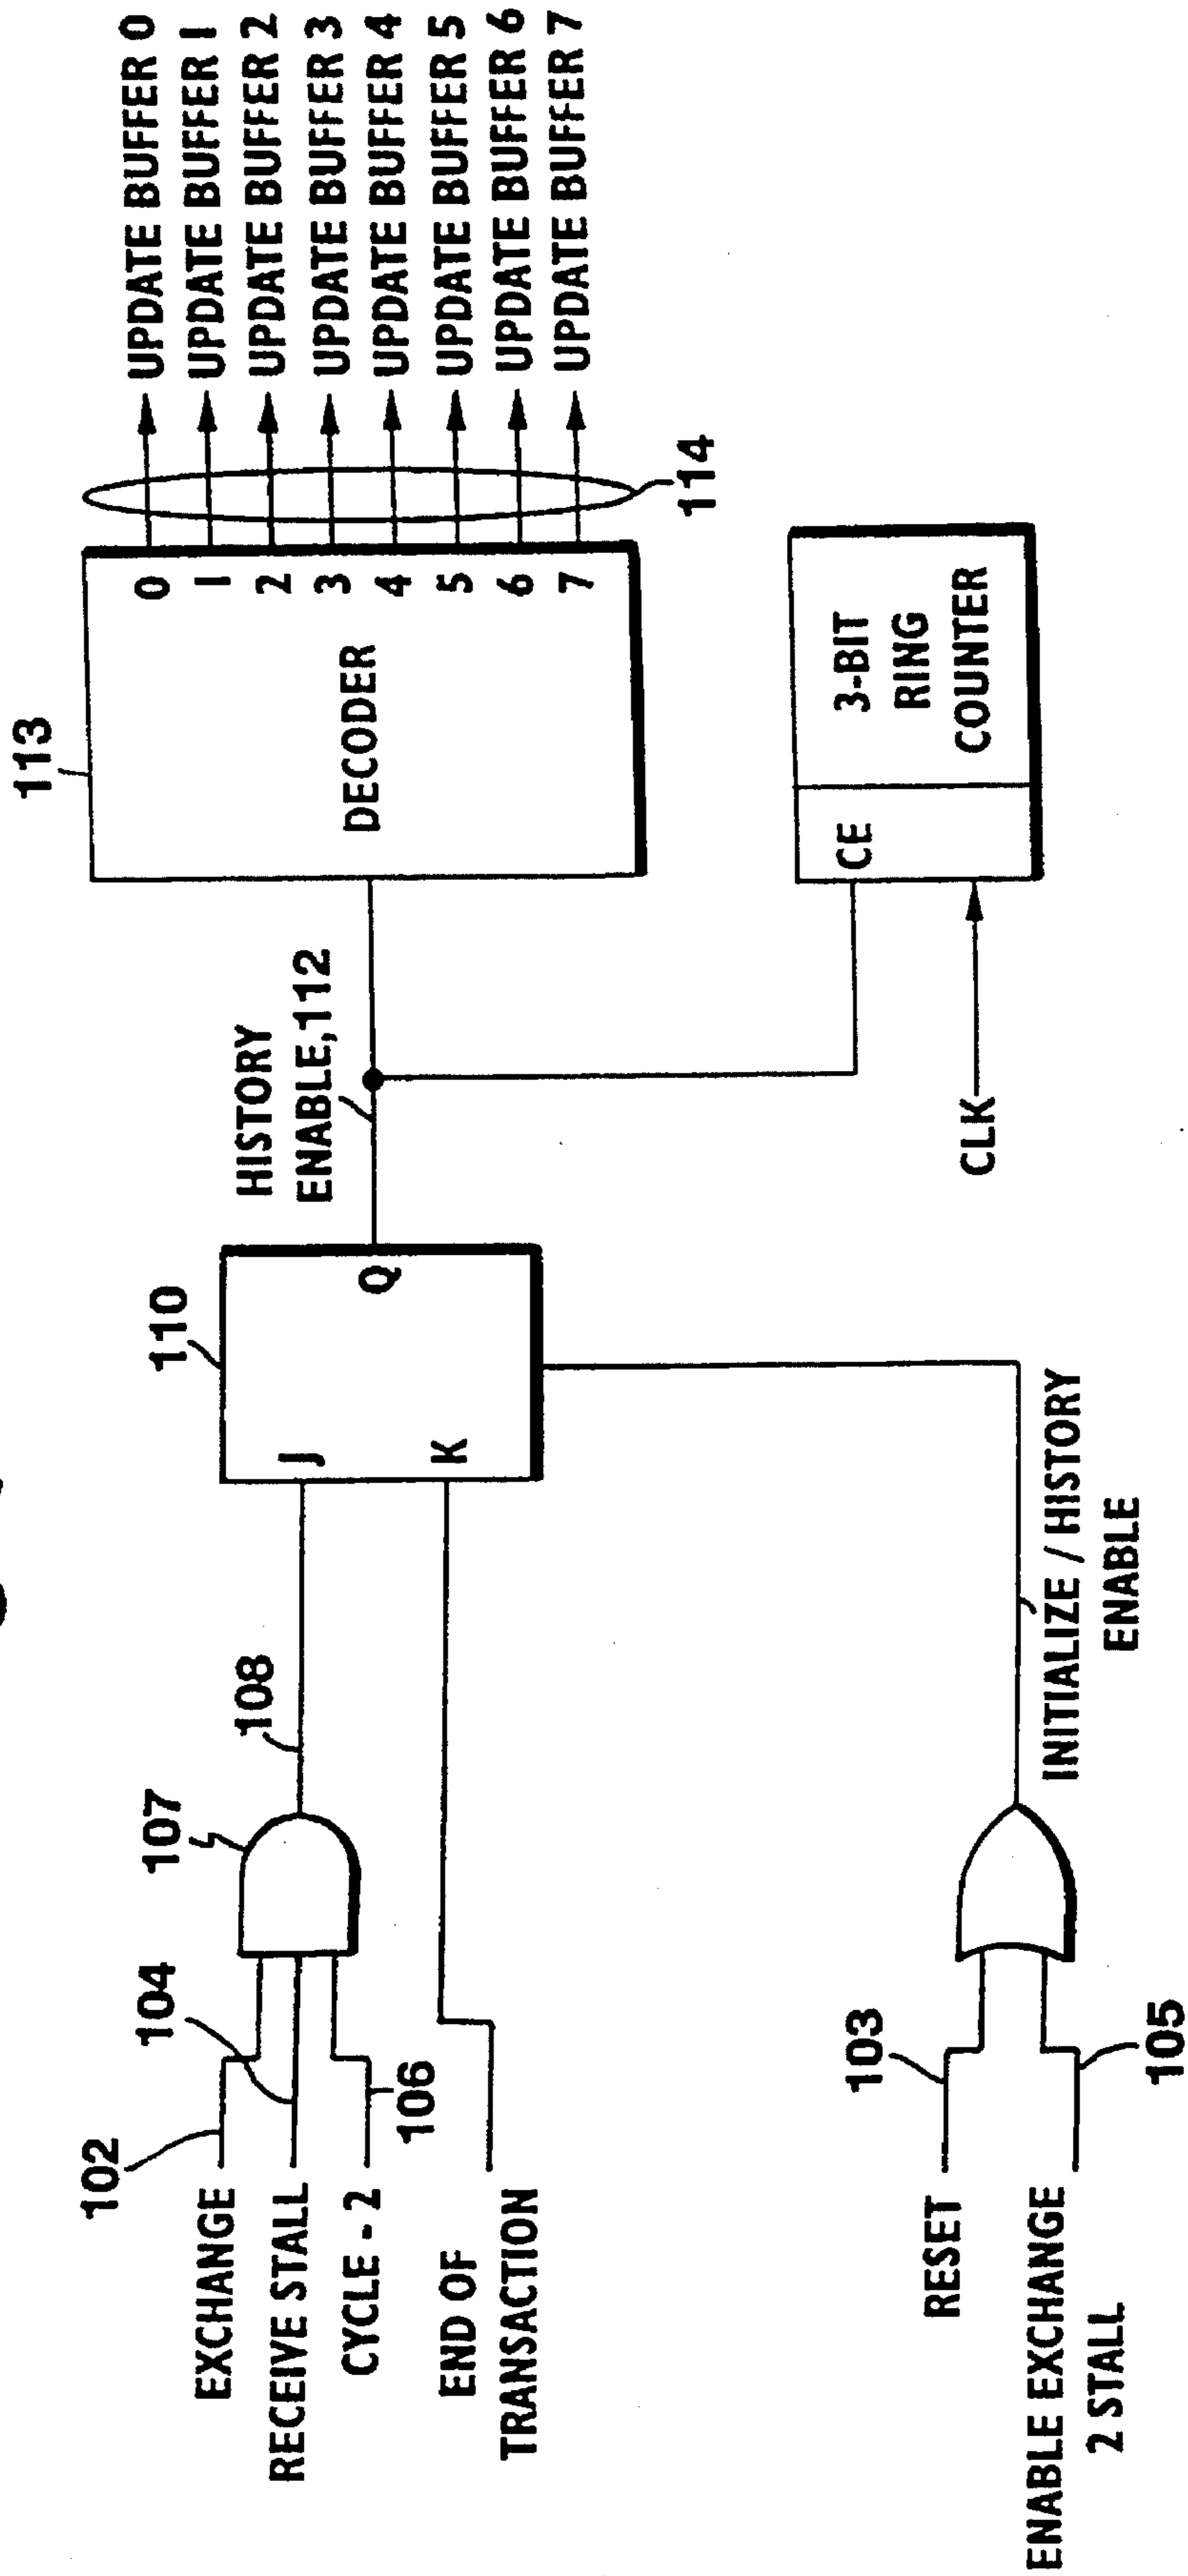 113
0 UPDATE BUFFER 0
1 UPDATE BUFFER 1
2 UPDATE BUFFER 2
3 UPDATE BUFFER 3
4 UPDATE BUFFER 4
5 UPDATE BUFFER 5
6 UPDATE BUFFER 6
7 UPDATE BUFFER 7
DECODER
114
HISTORY
ENABLE,112
110
J
Q
K
108
107
102
104
106
EXCHANGE
RECEIVE STALL
CYCLE - 2
END OF
TRANSACTION
CE
3-BIT
RING
COUNTER
CLK
103
105
RESET
ENABLE EXCHANGE
2 STALL
INITIALIZE / HISTORY
ENABLE